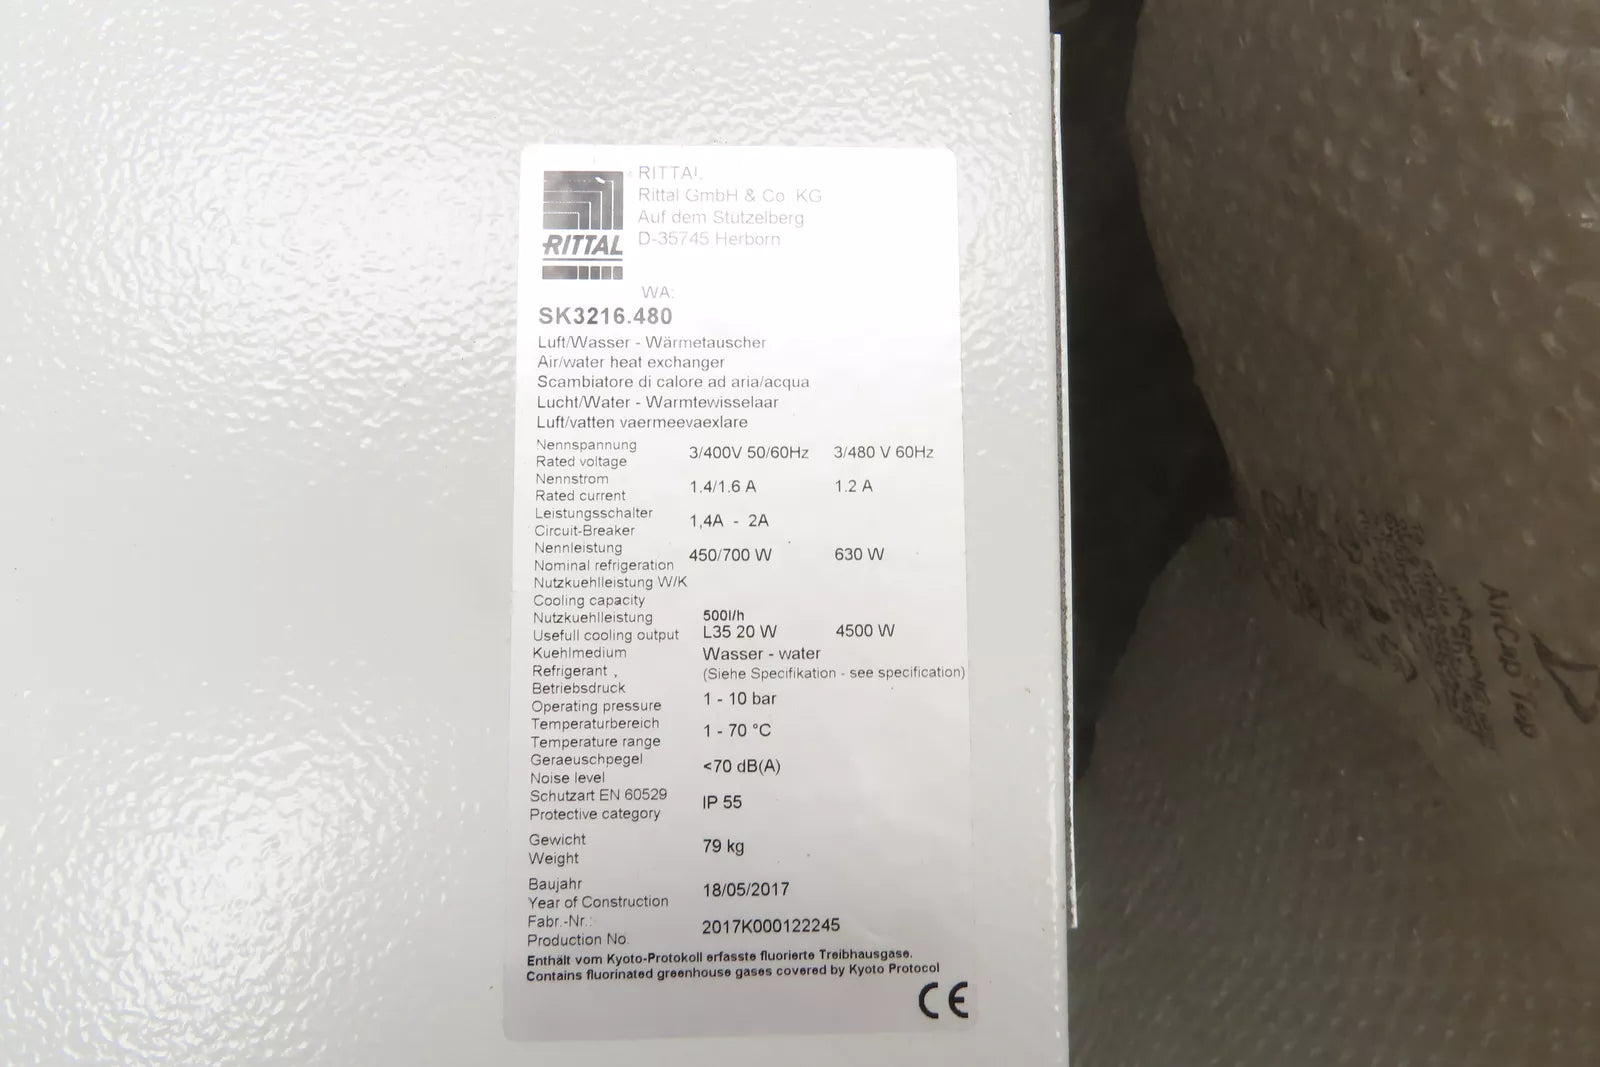 RITTAL
RITTAL
Rittal GmbH & Co. KG
Auf dem Stutzelberg
D-35745 Herborn
WA:
SK3216.480
Luft/Wasser - Wärmetauscher
Air/water heat exchanger
Scambiatore di calore ad aria/acqua
Lucht/Water - Warmtewisselaar
Luft/vatten vaermeevaexlare
Nennspannung
Rated voltage 3/400V 50/60Hz 3/480 V 60Hz
Nennstrom
Rated current 1.4/1.6 A 1.2 A
Leistungsschalter
Circuit-Breaker 1,4A - 2A
Nennleistung
Nominal refrigeration 450/700 W 630 W
Nutzkuehlleistung W/K
Cooling capacity
Nutzkuehlleistung 500l/h
Usefull cooling output L35 20 W 4500 W
Kuehlmedium Wasser - water
Refrigerant , (Siehe Specifikation - see specification)
Betriebsdruck
Operating pressure 1 - 10 bar
Temperaturbereich
Temperature range 1 - 70 °C
Geraeuschpegel
Noise level <70 dB(A)
Schutzart EN 60529
Protective category IP 55
Gewicht
Weight 79 kg
Baujahr
Year of Construction 18/05/2017
Fabr.-Nr.:
Production No. 2017K000122245
Enthält vom Kyoto-Protokoll erfasste fluorierte Treibhausgase.
Contains fluorinated greenhouse gases covered by Kyoto Protocol
CE
AirCap